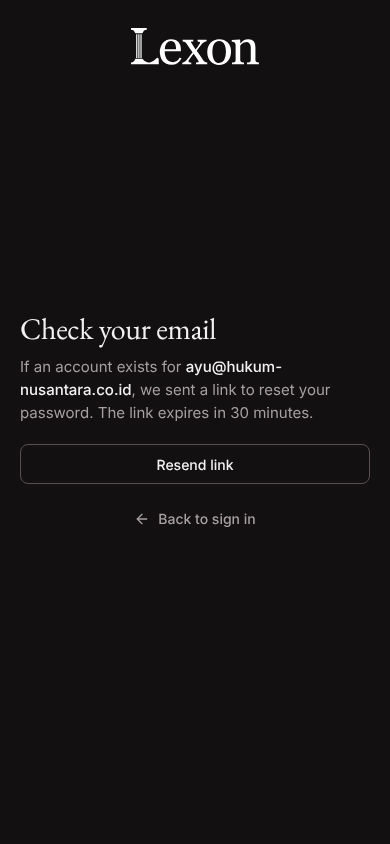 Lexon
Check your email
If an account exists for ayu@hukum-
nusantara.co.id, we sent a link to reset your
password. The link expires in 30 minutes.
Resend link
← Back to sign in